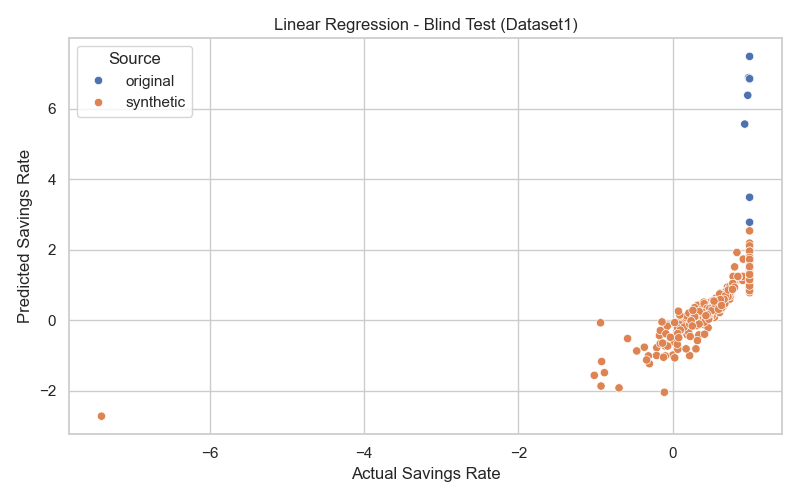 Linear Regression - Blind Test (Dataset1)
Source
original
synthetic
6
4
2
0
−2
Predicted Savings Rate
−6
−4
−2
0
Actual Savings Rate